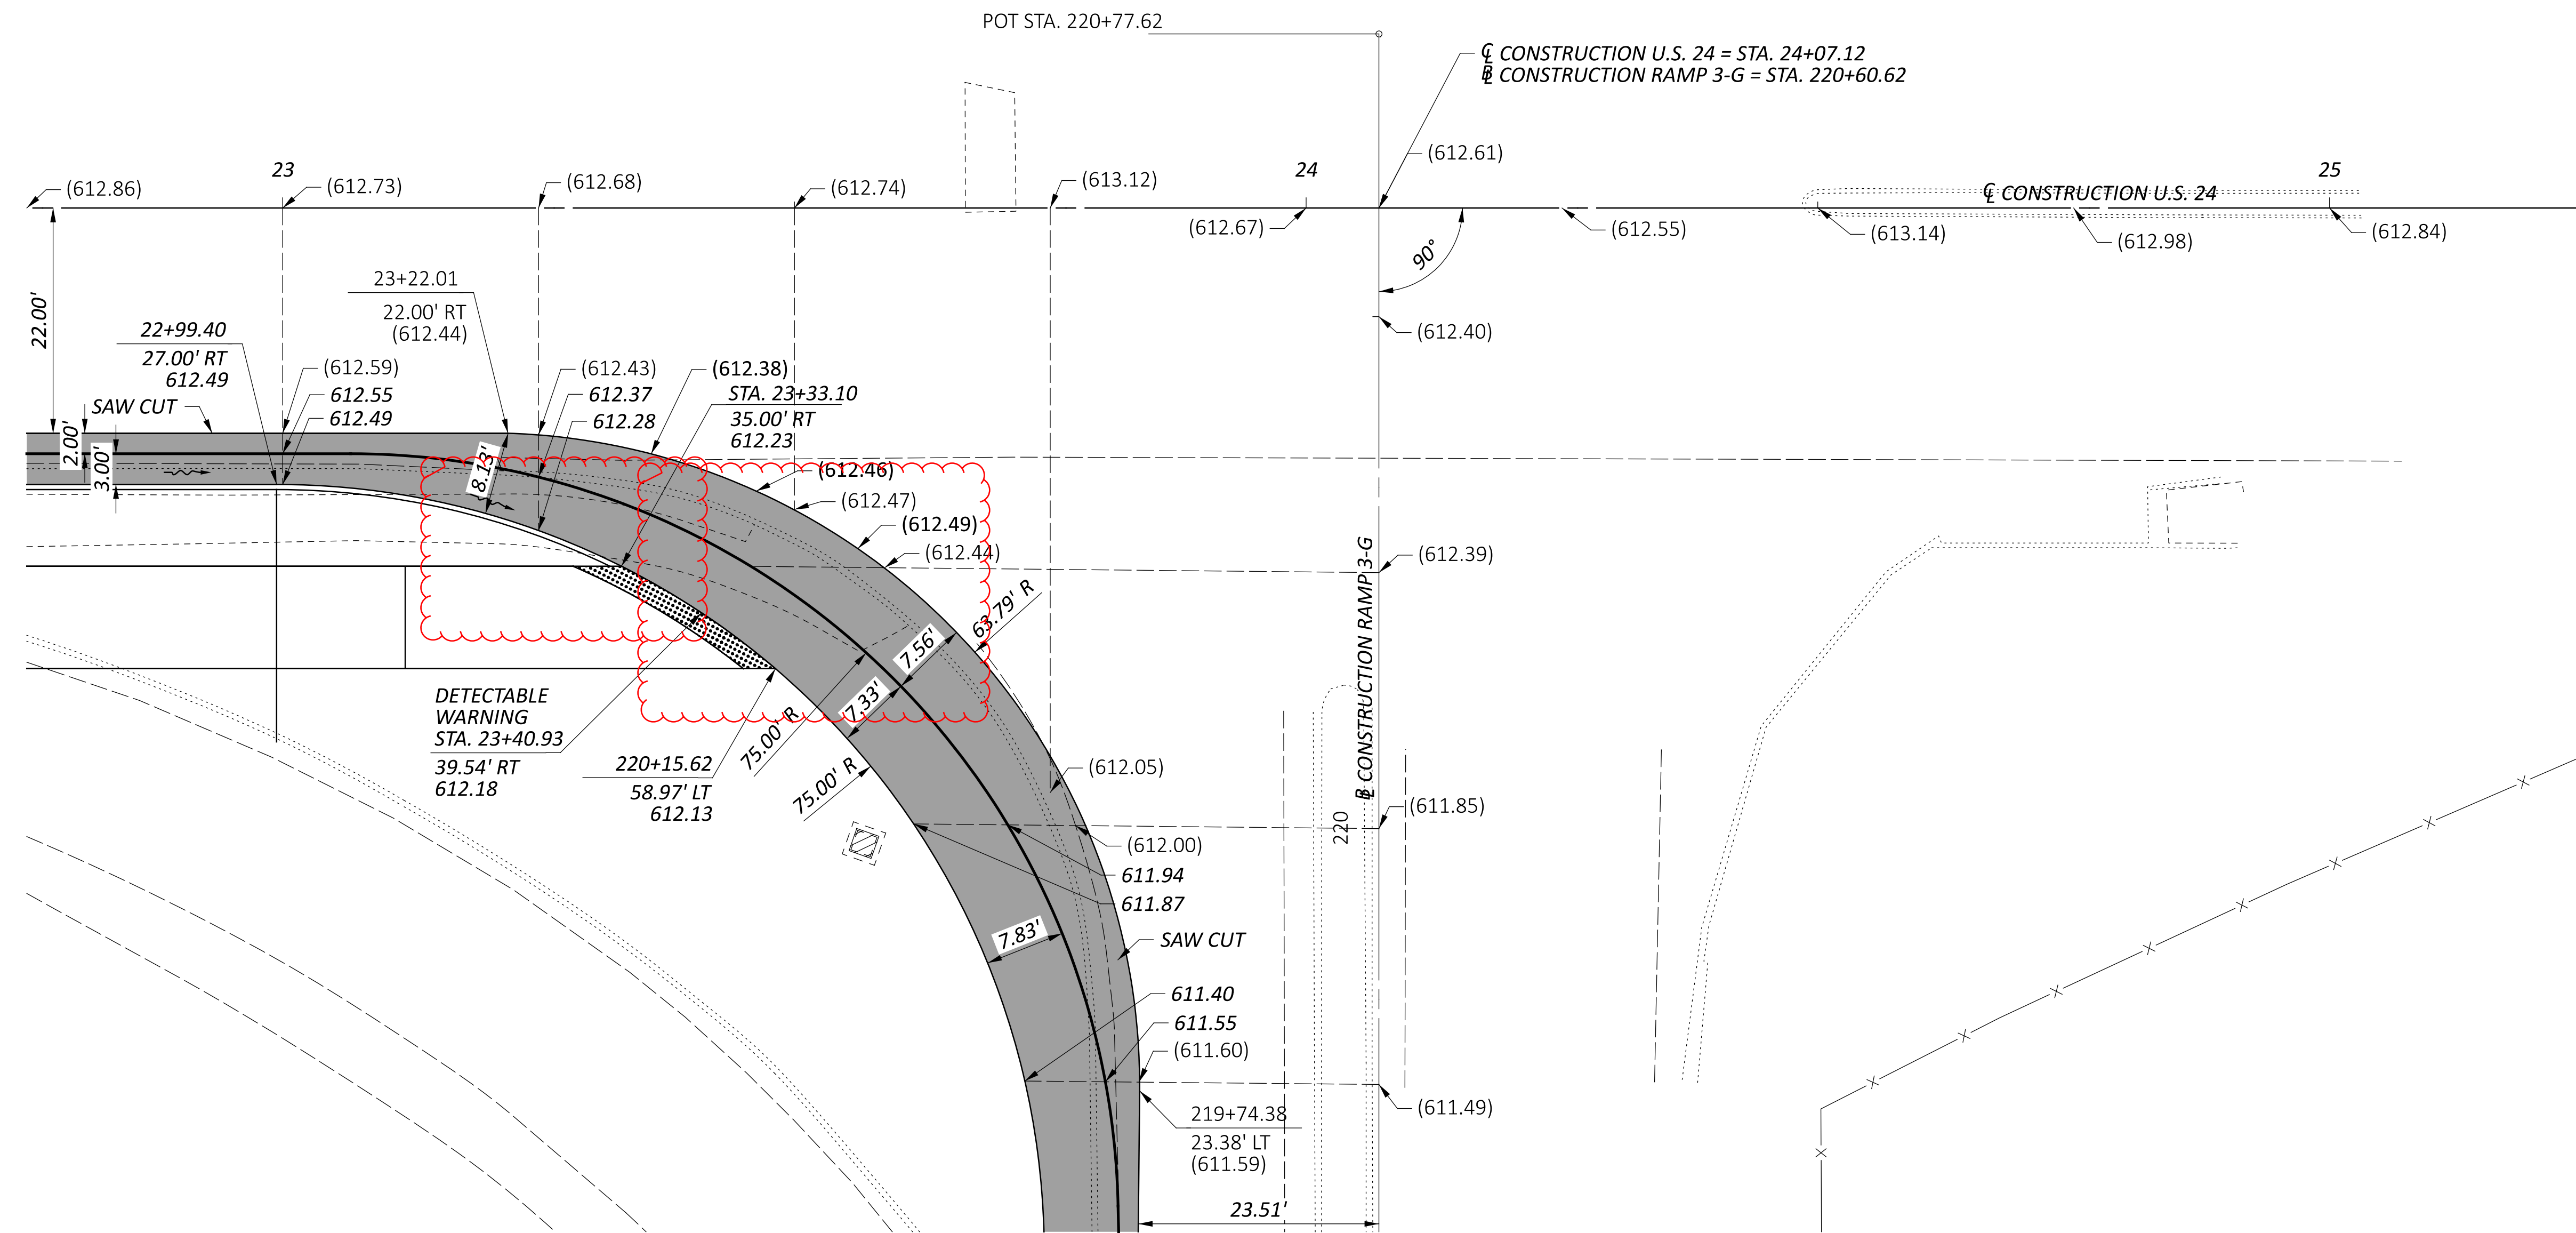 POT STA. 220+77.62
℄ CONSTRUCTION U.S. 24 = STA. 24+07.12
BL CONSTRUCTION RAMP 3-G = STA. 220+60.62
(612.86)
23
(612.73)
(612.68)
(612.74)
(613.12)
24
(612.61)
25
(612.67)
(612.55)
℄ CONSTRUCTION U.S. 24
(613.14)
(612.98)
(612.84)
90°
22.00'
23+22.01
22.00' RT
(612.44)
22+99.40
27.00' RT
612.49
(612.40)
(612.59)
612.55
612.49
(612.43)
612.37
612.28
(612.38)
STA. 23+33.10
35.00' RT
612.23
SAW CUT
2.00'
3.00'
8.13'
(612.46)
(612.47)
(612.49)
(612.44)
(612.39)
63.79' R
7.56'
7.33'
75.00' R
75.00' R
BL CONSTRUCTION RAMP 3-G
DETECTABLE
WARNING
STA. 23+40.93
39.54' RT
612.18
220+15.62
58.97' LT
612.13
(612.05)
(611.85)
220
(612.00)
611.94
611.87
7.83'
SAW CUT
611.40
611.55
(611.60)
(611.49)
219+74.38
23.38' LT
(611.59)
23.51'